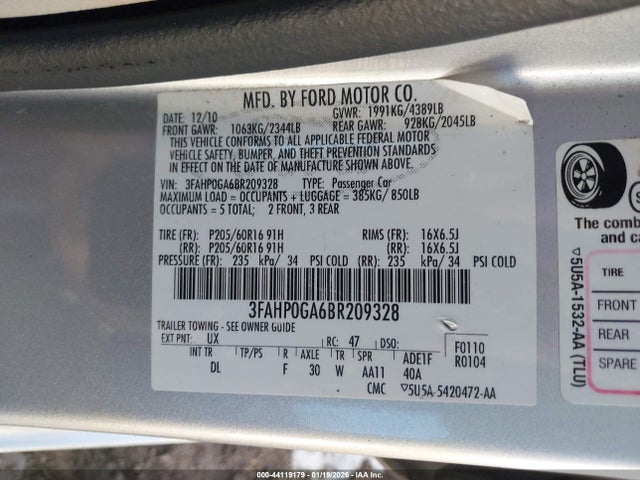 MFD. BY FORD MOTOR CO.
DATE: 12/10 GVWR: 1991KG/4389LB
FRONT GAWR: 1063KG/2344LB REAR GAWR: 928KG/2045LB
THIS VEHICLE CONFORMS TO ALL APPLICABLE FEDERAL MOTOR
VEHICLE SAFETY, BUMPER, AND THEFT PREVENTION STANDARDS
IN EFFECT ON THE DATE OF MANUFACTURE SHOWN ABOVE.
VIN: 3FAHP0GA6BR209328 TYPE: Passenger Car
MAXIMUM LOAD = OCCUPANTS + LUGGAGE = 385KG/ 850LB
OCCUPANTS = 5 TOTAL: 2 FRONT, 3 REAR
TIRE (FR): P205/60R16 91H RIMS (FR): 16X6.5J
(RR): P205/60R16 91H (RR): 16X6.5J
PRESSURE (FR): 235 kPa/ 34 PSI COLD (RR): 235 kPa/ 34 PSI COLD
3FAHP0GA6BR209328
TRAILER TOWING - SEE OWNER GUIDE
EXT PNT: UX RC: 47 DSO: F0110
INT TR TP/PS R AXLE TR SPR ADE1F R0104
DL F 30 W AA11 40A
CMC ▽5U5A-5420472-AA
The comb
and ca
▽5U5A-1532-AA (TLU)
TIRE
FRONT
REAR
SPARE
000-44119179 - 01/19/2026 - IAAI.COM